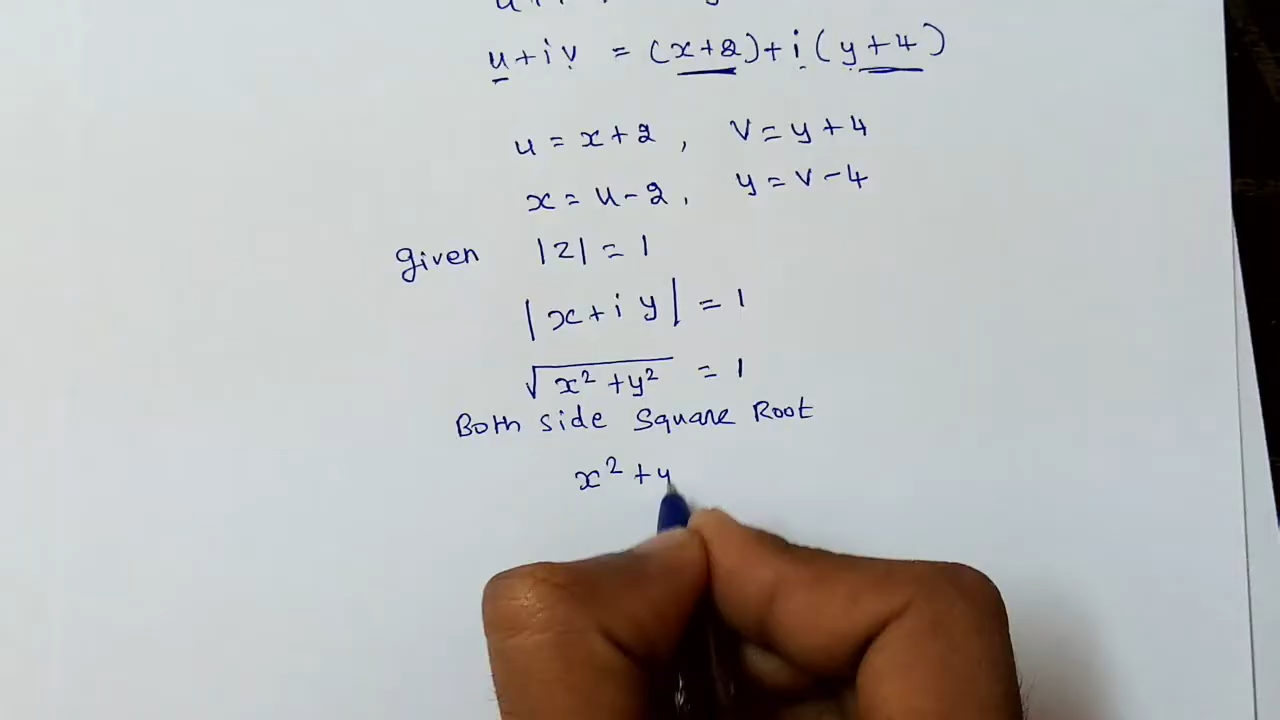 u+iv = (x+2)+i(y+4)
u = x+2, v = y+4
x = u-2, y = v-4
given |z| = 1
|x+iy| = 1
√x²+y² = 1
Both side Square Root
x² + y